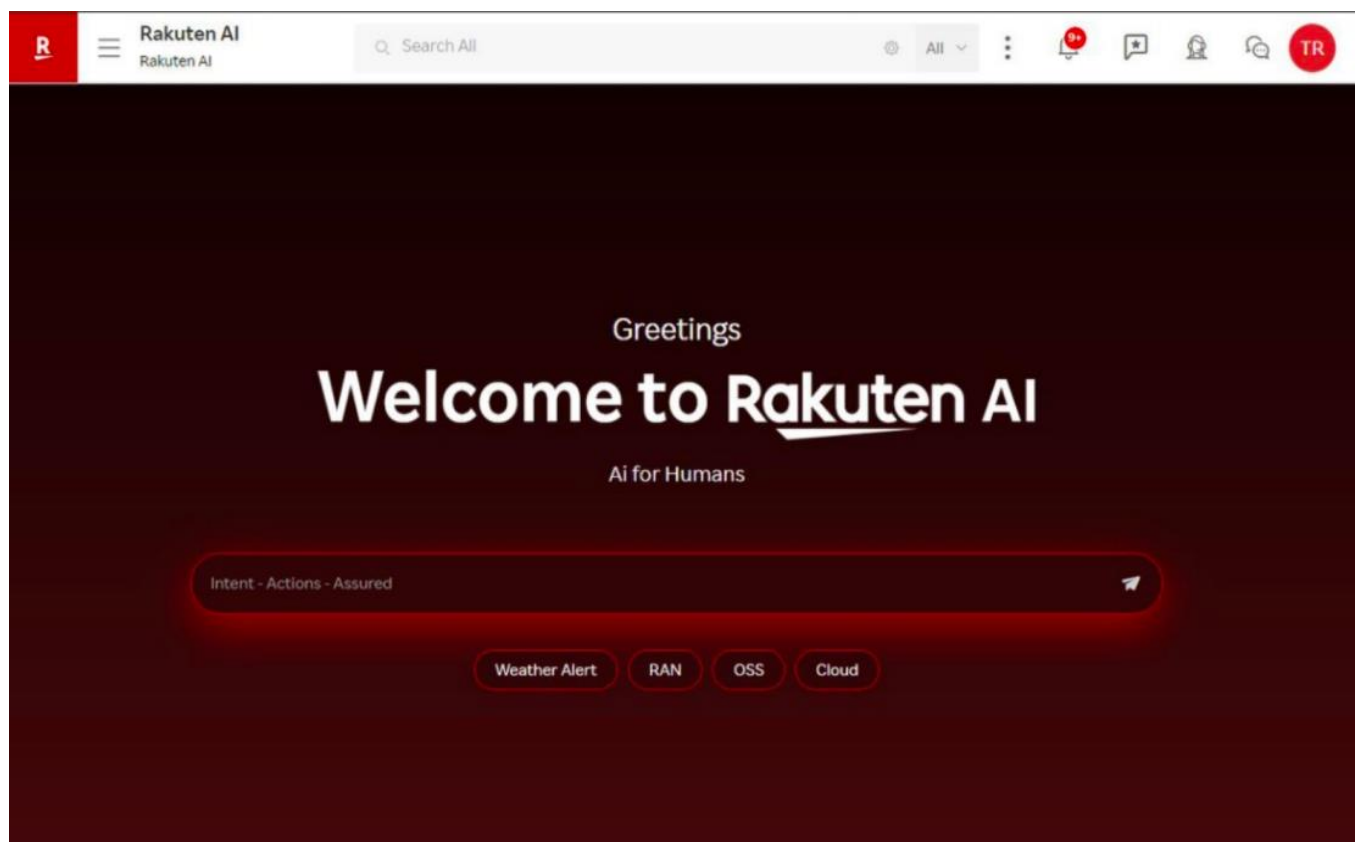 R
Rakuten AI
Rakuten AI
Search All
All
9+
TR
Greetings
Welcome to Rakuten AI
Ai for Humans
Intent - Actions - Assured
Weather Alert
RAN
OSS
Cloud